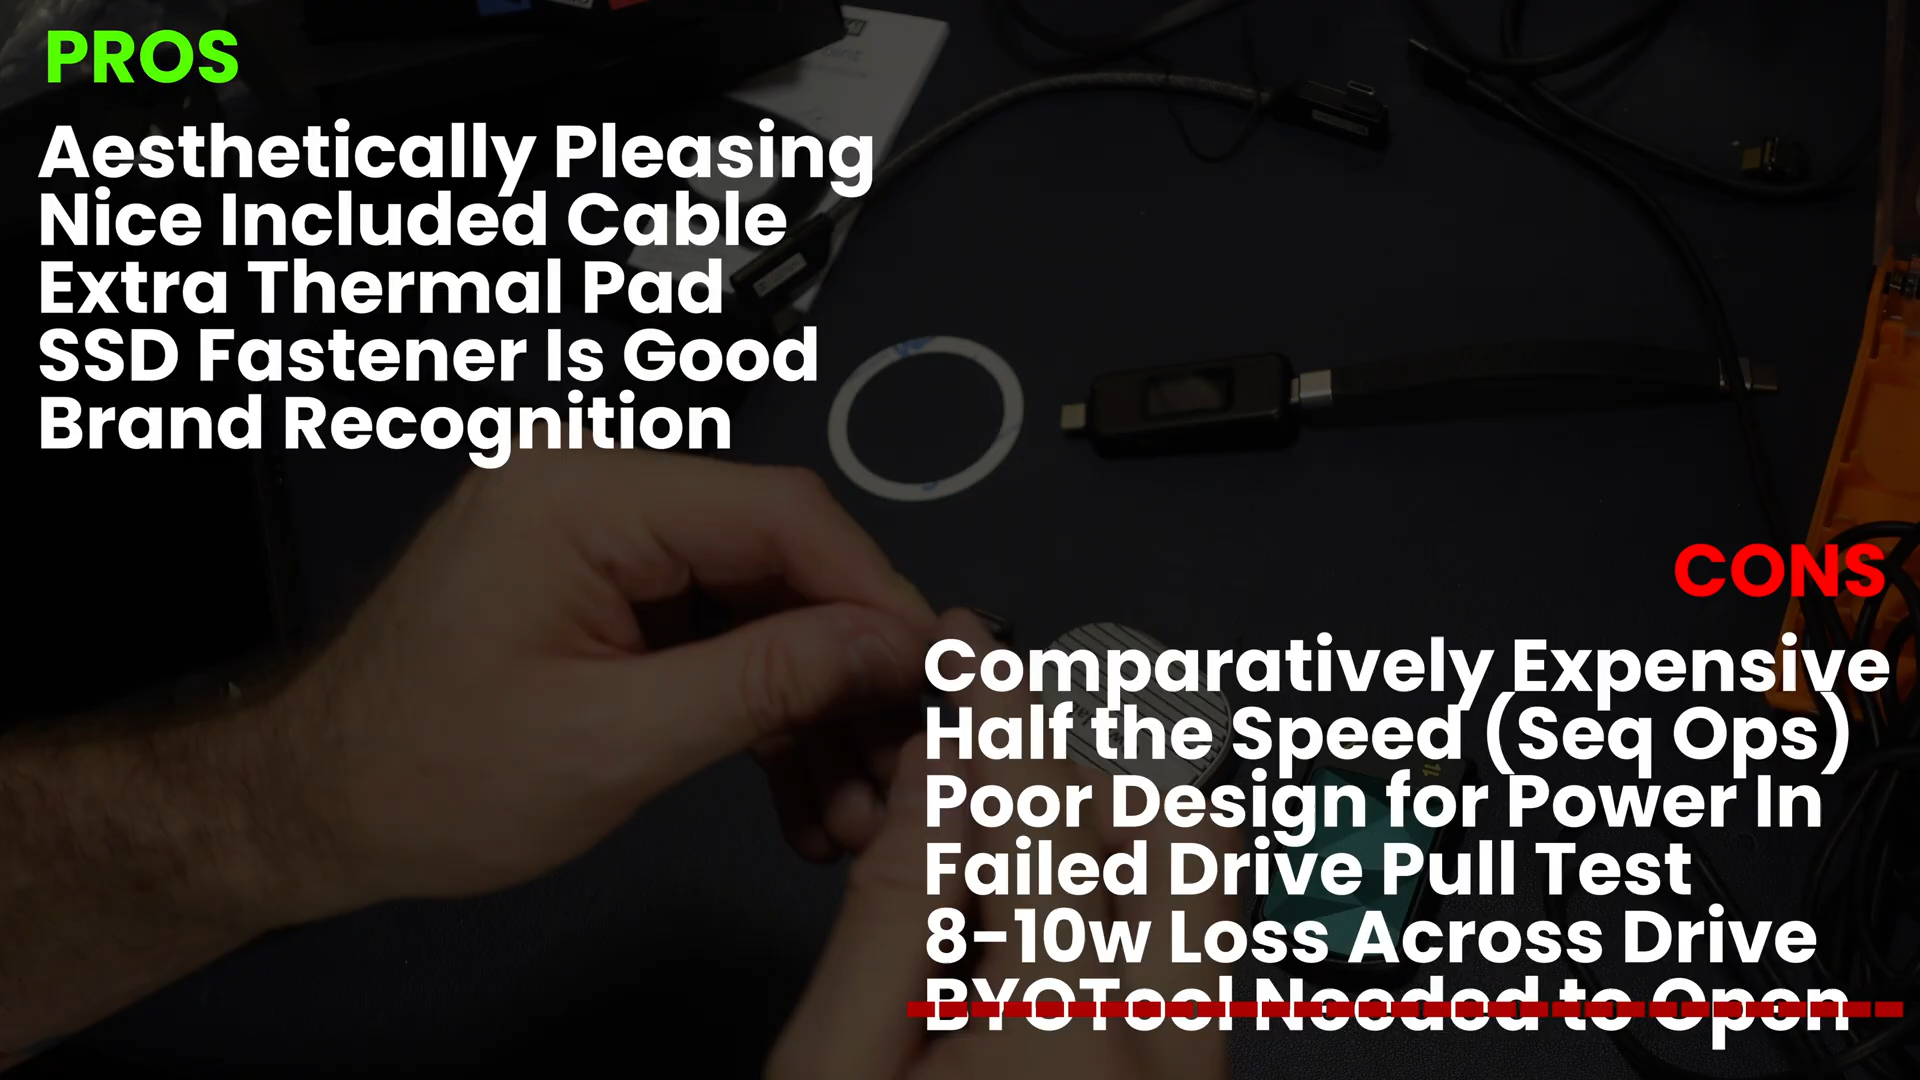 PROS
Aesthetically Pleasing
Nice Included Cable
Extra Thermal Pad
SSD Fastener Is Good
Brand Recognition
CONS
Comparatively Expensive
Half the Speed (Seq Ops)
Poor Design for Power In
Failed Drive Pull Test
8-10w Loss Across Drive
BYOTool Needed to Open